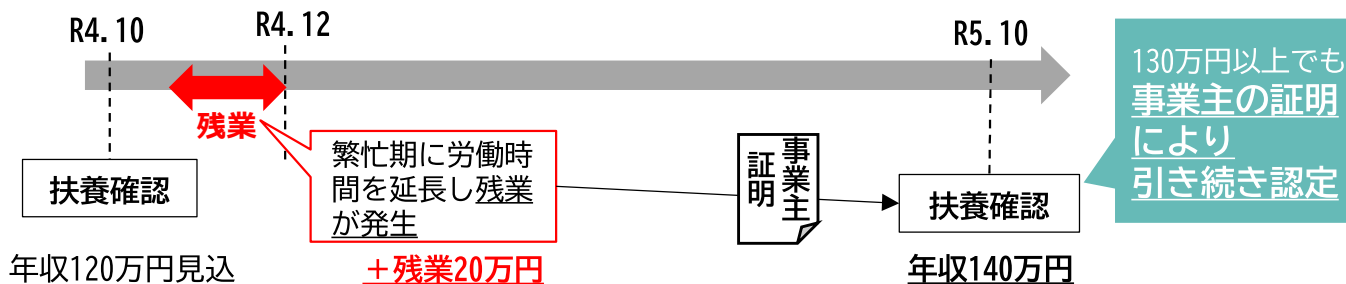 R4.10
R4.12
R5.10
残業
扶養確認
年収120万円見込
繁忙期に労働時
間を延長し残業
が発生
+残業20万円
事業主
証明
扶養確認
年収140万円
130万円以上でも
事業主の証明
により
引き続き認定